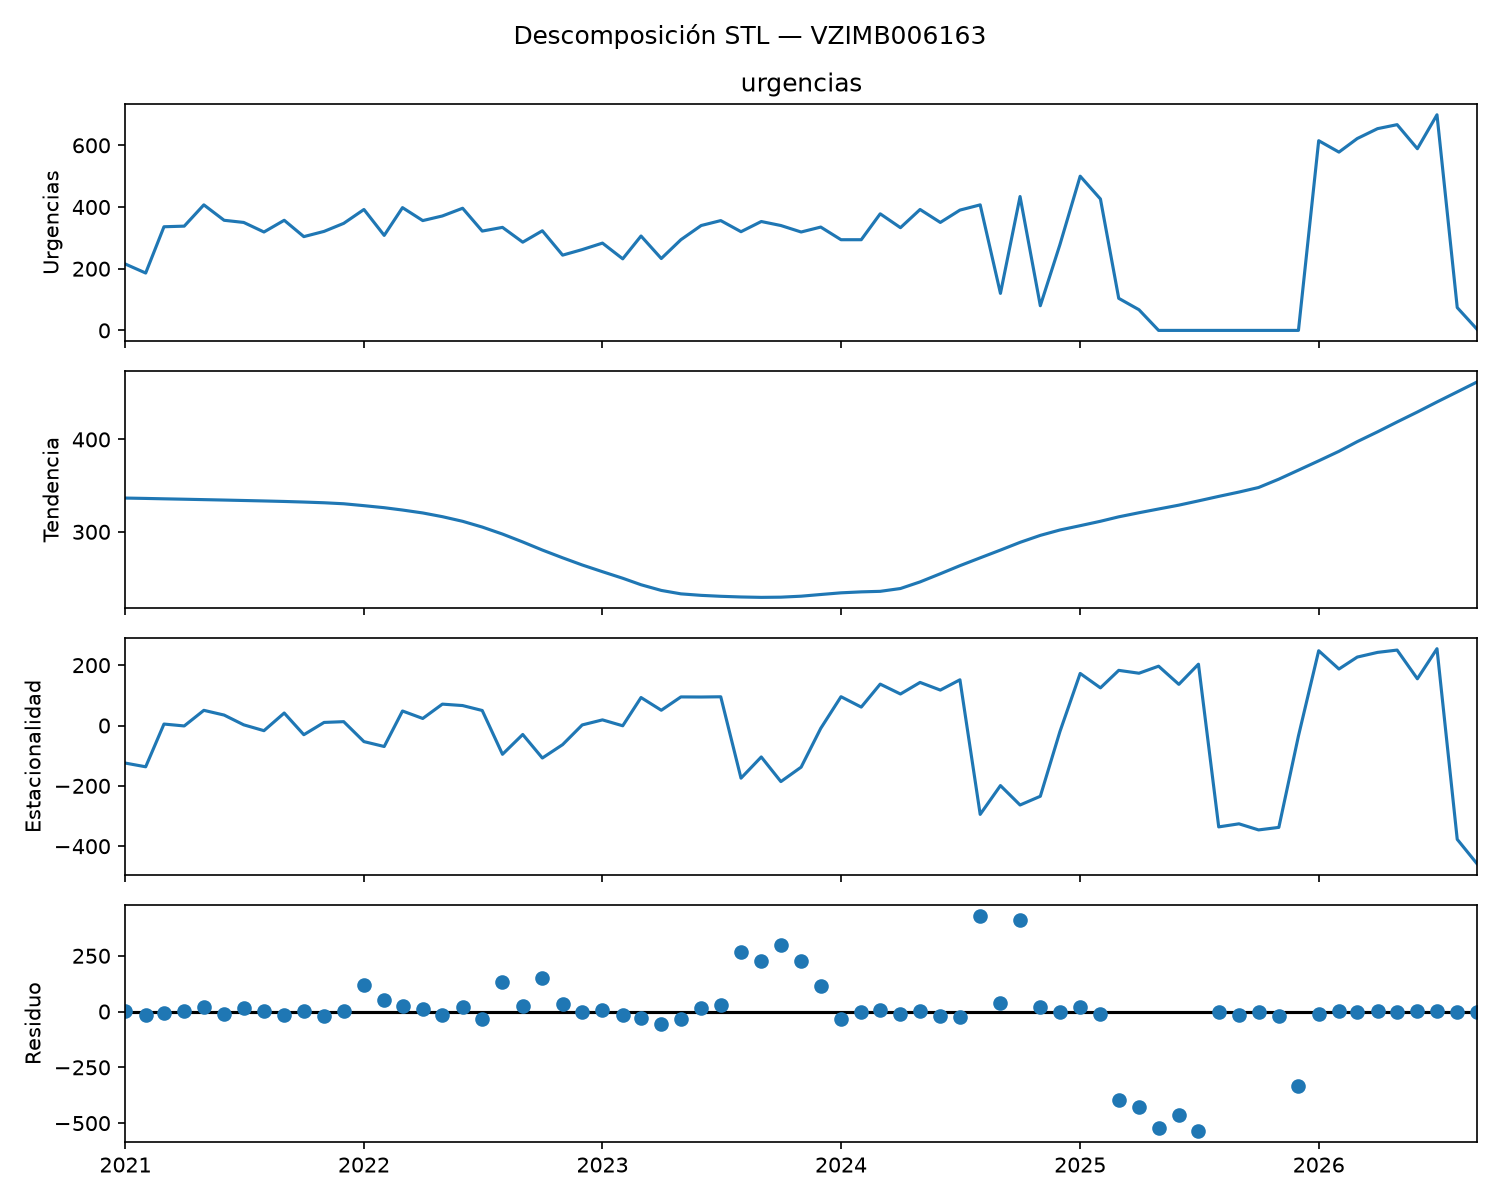 Descomposición STL — VZIMB006163
urgencias
Urgencias
600
400
200
0
Tendencia
400
300
Estacionalidad
200
0
−200
−400
Residuo
250
0
−250
−500
2021 2022 2023 2024 2025 2026